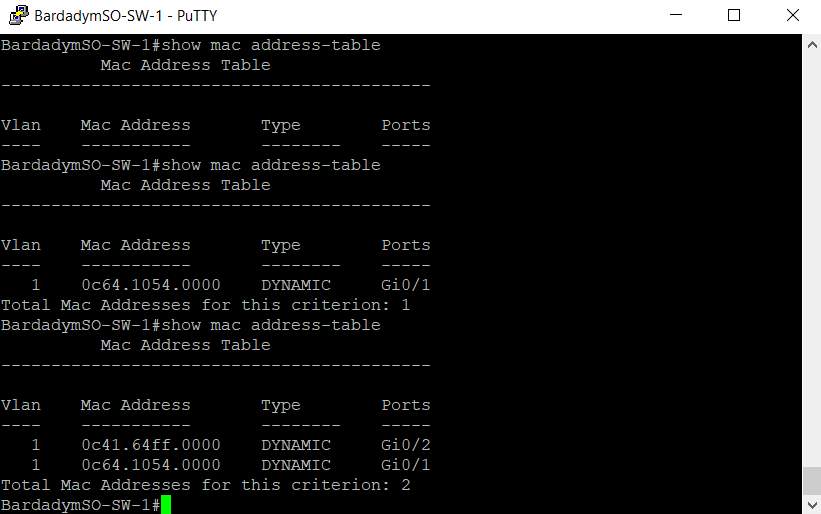 BardadymSO-SW-1 - PuTTY
BardadymSO-SW-1#show mac address-table
          Mac Address Table
-------------------------------------------

Vlan    Mac Address       Type        Ports
----    -----------       --------    -----
BardadymSO-SW-1#show mac address-table
          Mac Address Table
-------------------------------------------

Vlan    Mac Address       Type        Ports
----    -----------       --------    -----
   1    0c64.1054.0000    DYNAMIC     Gi0/1
Total Mac Addresses for this criterion: 1
BardadymSO-SW-1#show mac address-table
          Mac Address Table
-------------------------------------------

Vlan    Mac Address       Type        Ports
----    -----------       --------    -----
   1    0c41.64ff.0000    DYNAMIC     Gi0/2
   1    0c64.1054.0000    DYNAMIC     Gi0/1
Total Mac Addresses for this criterion: 2
BardadymSO-SW-1#